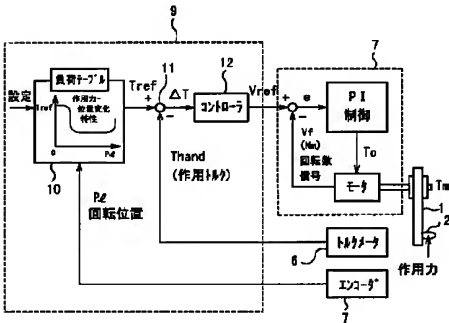 9
7
設定
負荷テーブル
Tref
作用力-
位置変化
特性
0
Pℓ
10
Tref
+
-
11
ΔT
12
コントローラ
Vref
+
-
e
PI
制御
Vf
(Nm)
回転数
信号
To
モータ
Tm
1
2
作用力
Thand
(作用トルク)
Pℓ
回転位置
トルクメータ
6
エンコーダ
7